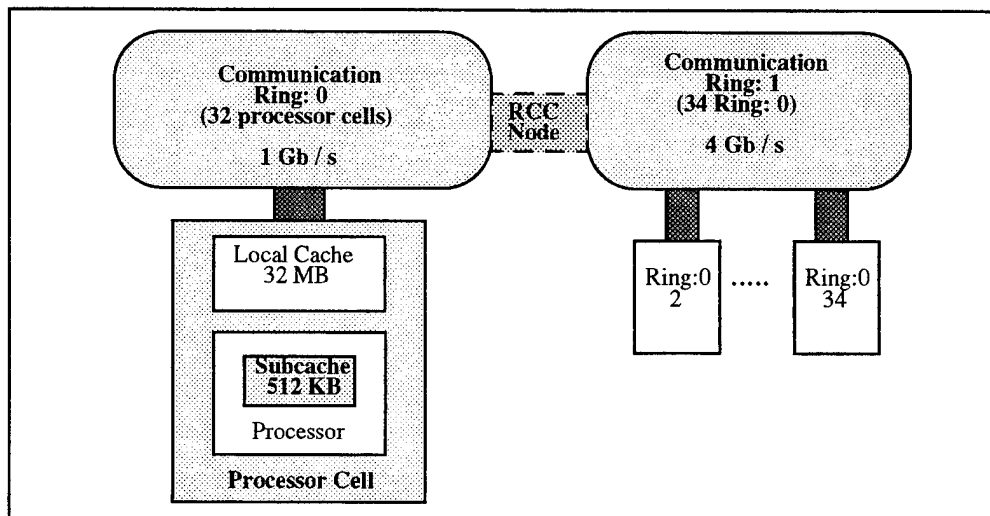 Communication
Ring: 0
(32 processor cells)
1 Gb / s
RCC
Node
Communication
Ring: 1
(34 Ring: 0)
4 Gb / s
Local Cache
32 MB
Subcache
512 KB
Processor
Processor Cell
Ring:0
2
.....
Ring:0
34